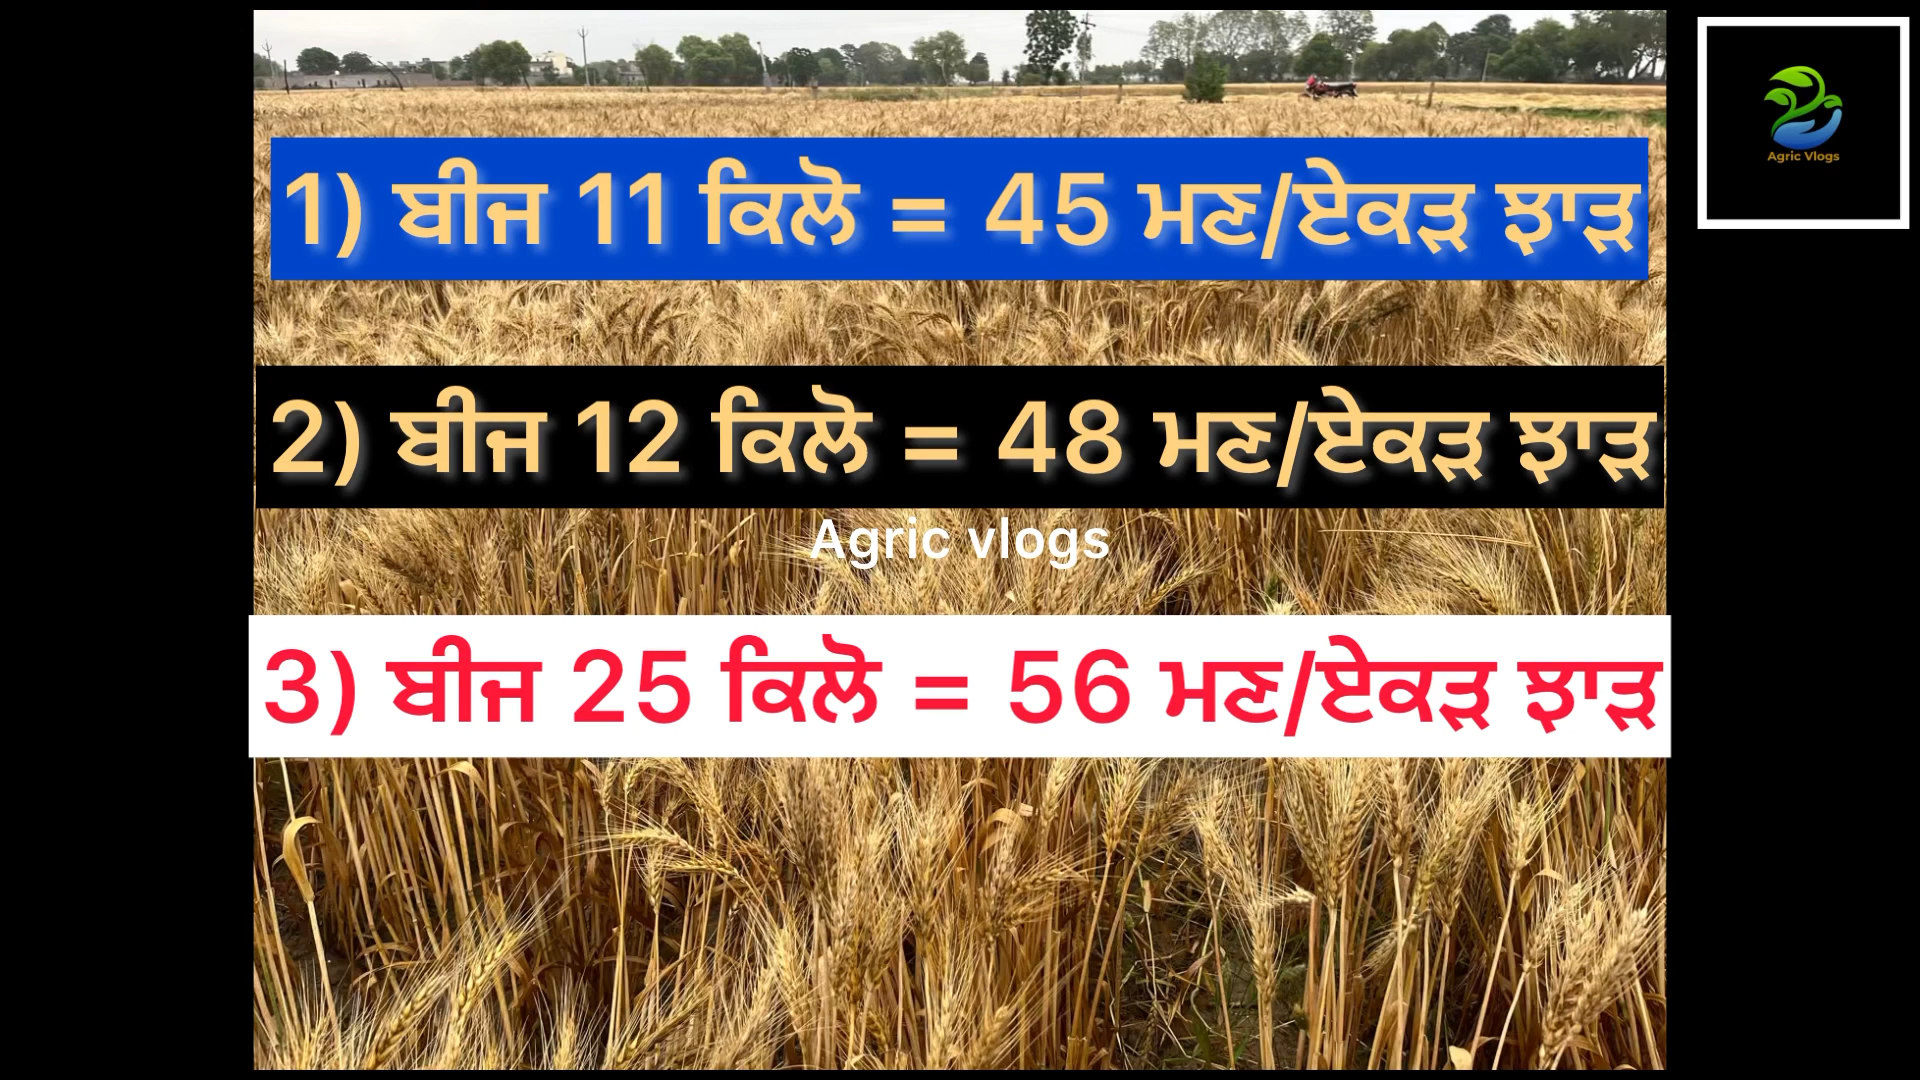 Agric Vlogs
1) ਬੀਜ 11 ਕਿਲੋ = 45 ਮਣ/ਏਕੜ ਝਾੜ
2) ਬੀਜ 12 ਕਿਲੋ = 48 ਮਣ/ਏਕੜ ਝਾੜ
Agric vlogs
3) ਬੀਜ 25 ਕਿਲੋ = 56 ਮਣ/ਏਕੜ ਝਾੜ